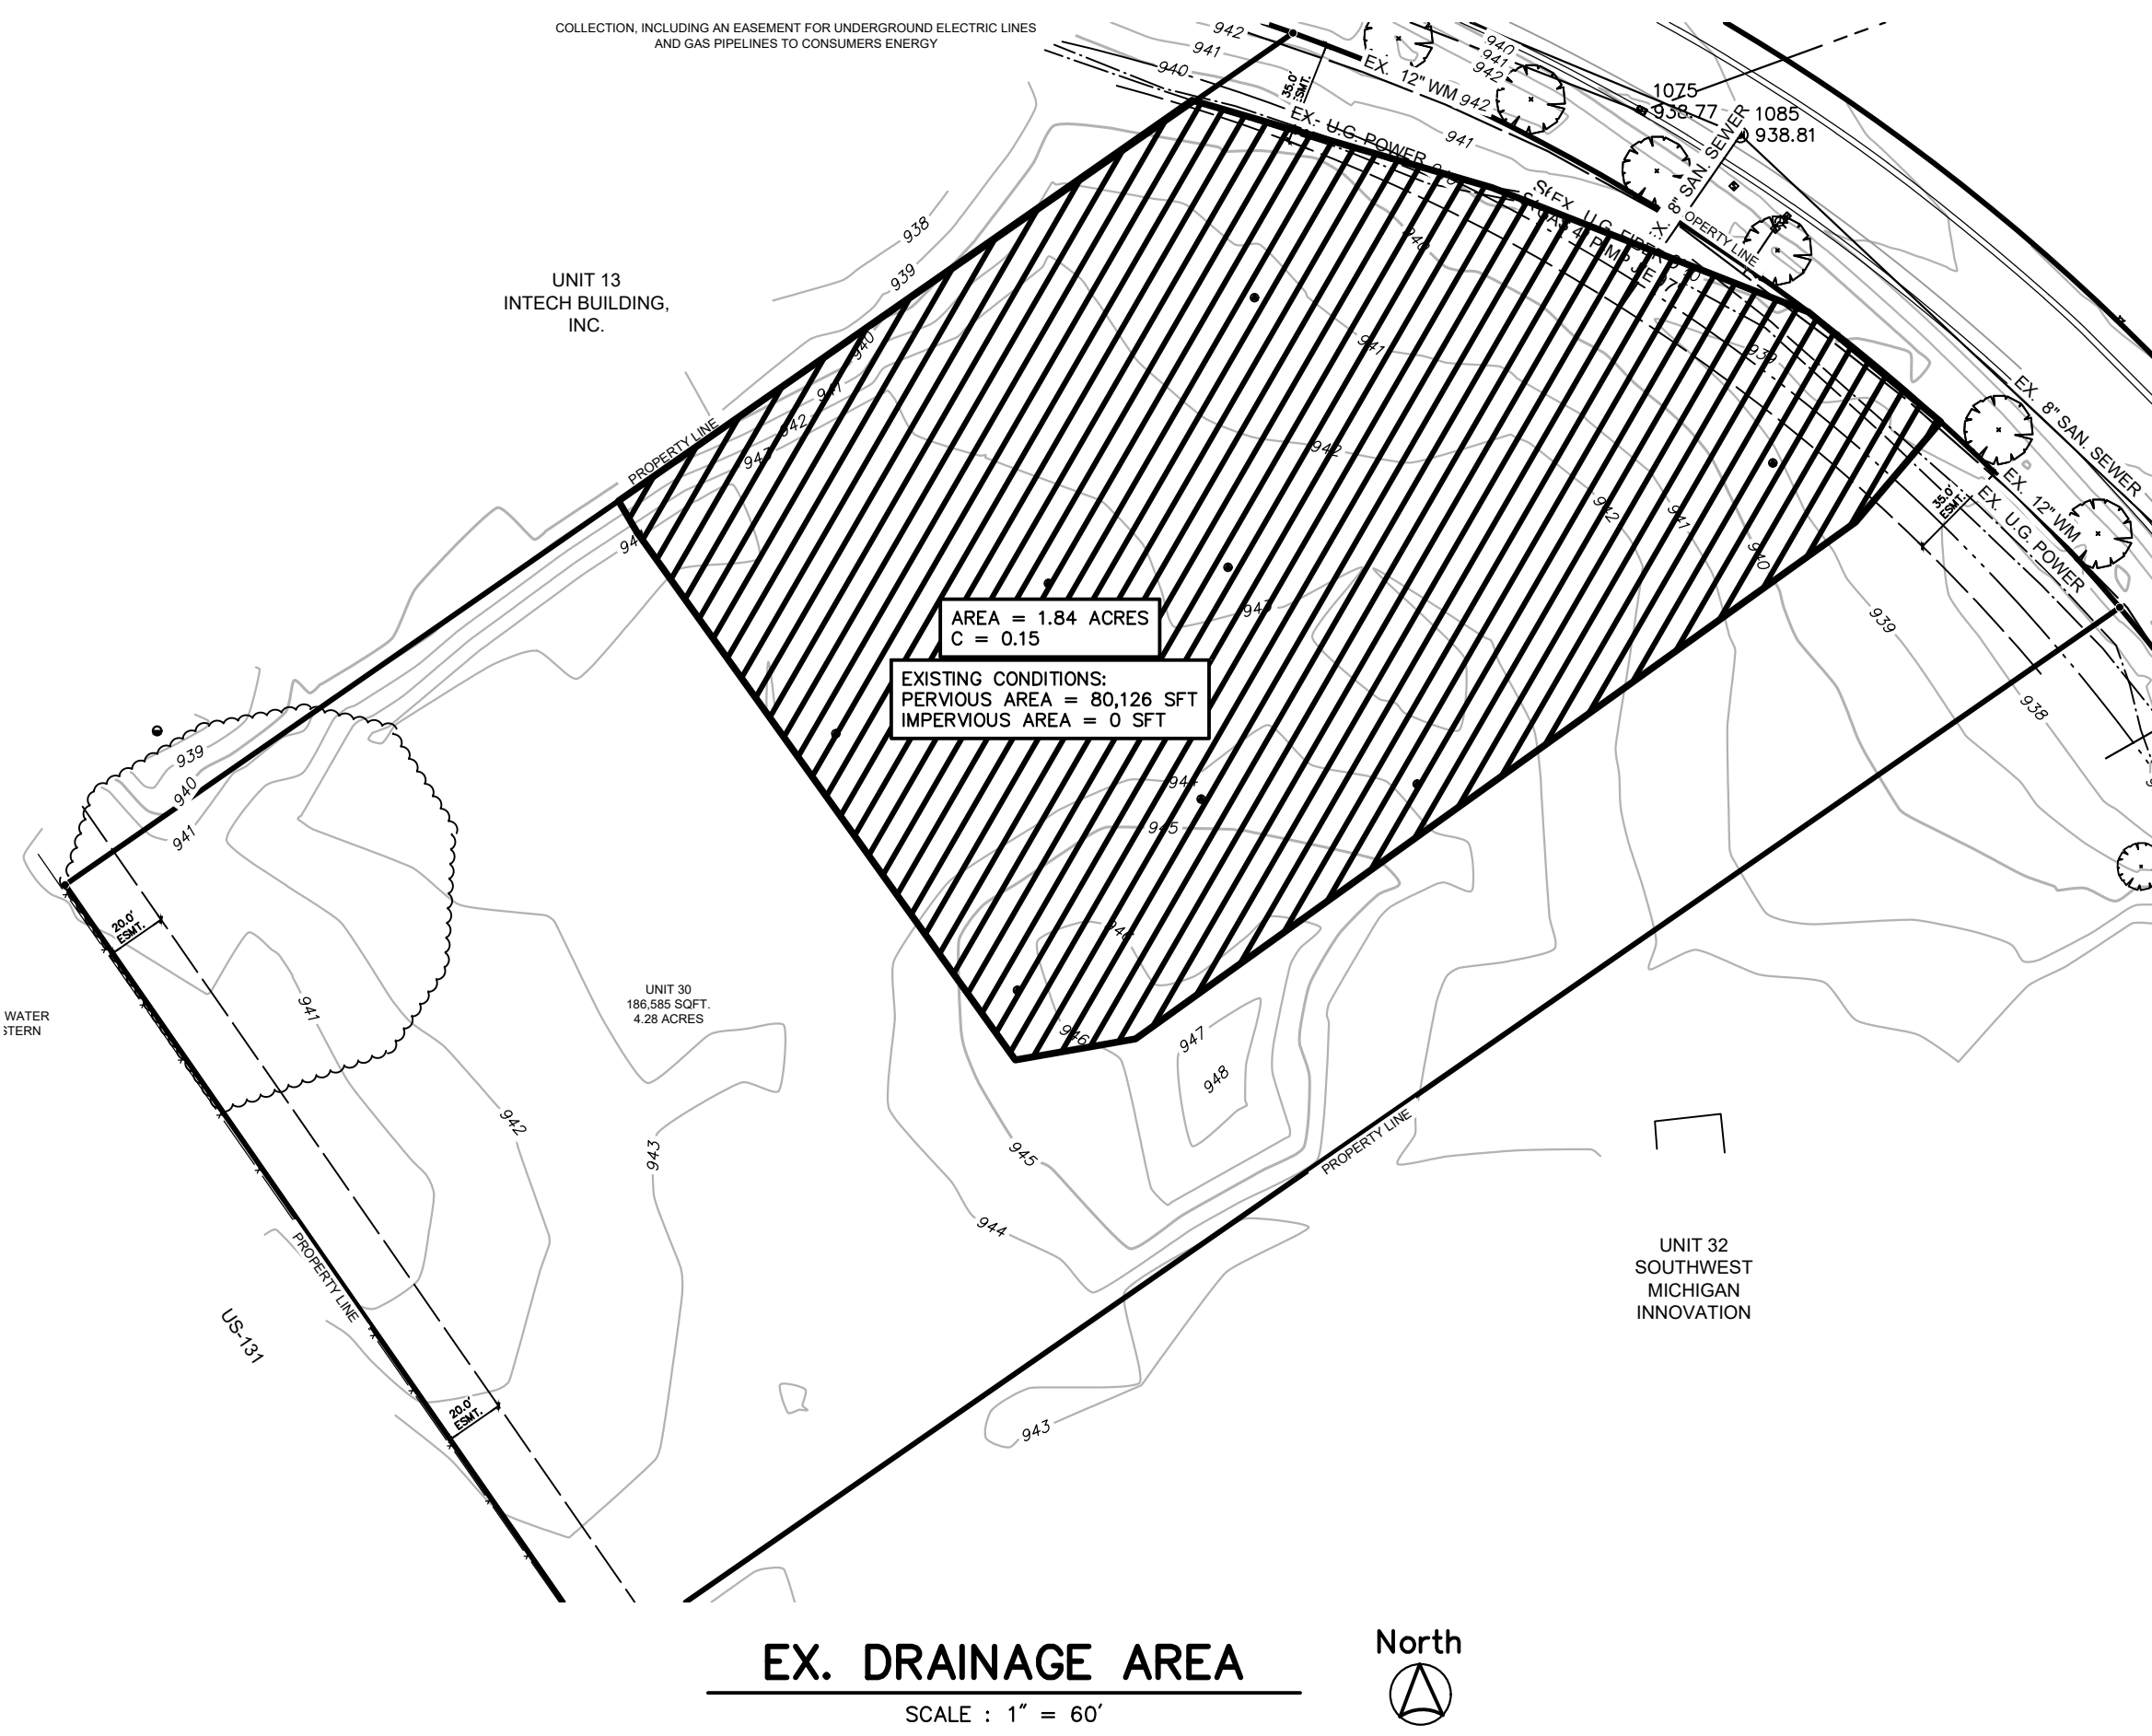 COLLECTION, INCLUDING AN EASEMENT FOR UNDERGROUND ELECTRIC LINES
AND GAS PIPELINES TO CONSUMERS ENERGY
942
941
940
35.0'
EX. 12" WM
942
940
941
942
941
1075
938.77
1085
938.81
EX. U.G. POWER
8" SAN. SEWER
OPERTY LINE
EX. U.G. FIBER
938
939
940
941
942
UNIT 13
INTECH BUILDING,
INC.
PROPERTY LINE
940
941
942
943
942
941
940
939
EX. 8" SAN. SEWER
EX. 12" WM
EX. U.G. POWER
35.0'
ESMT.
939
938
AREA = 1.84 ACRES
C = 0.15
EXISTING CONDITIONS:
PERVIOUS AREA = 80,126 SFT
IMPERVIOUS AREA = 0 SFT
944
945
946
946
947
948
939
940
941
20.0'
ESMT.
WATER
STERN
941
942
943
UNIT 30
186,585 SQFT.
4.28 ACRES
945
944
943
PROPERTY LINE
PROPERTY LINE
US-131
20.0'
ESMT.
UNIT 32
SOUTHWEST
MICHIGAN
INNOVATION
EX. DRAINAGE AREA
SCALE : 1" = 60'
North